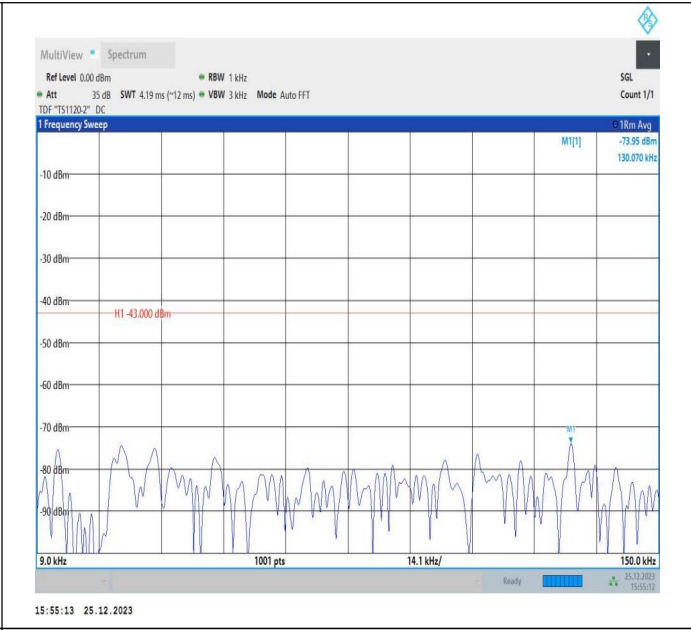 R S
MultiView Spectrum
Ref Level 0.00 dBm RBW 1 kHz SGL
Att 35 dB SWT 4.19 ms (~12 ms) VBW 3 kHz Mode Auto FFT Count 1/1
TDF "TS1120-2" DC
1 Frequency Sweep 1Rm Avg
M1[1] -73.95 dBm
130.070 kHz
-10 dBm
-20 dBm
-30 dBm
-40 dBm
H1 -43.000 dBm
-50 dBm
-60 dBm
-70 dBm
M1
-80 dBm
-90 dBm
9.0 kHz 1001 pts 14.1 kHz/ 150.0 kHz
Ready 25.12.2023
15:55:12
15:55:13 25.12.2023